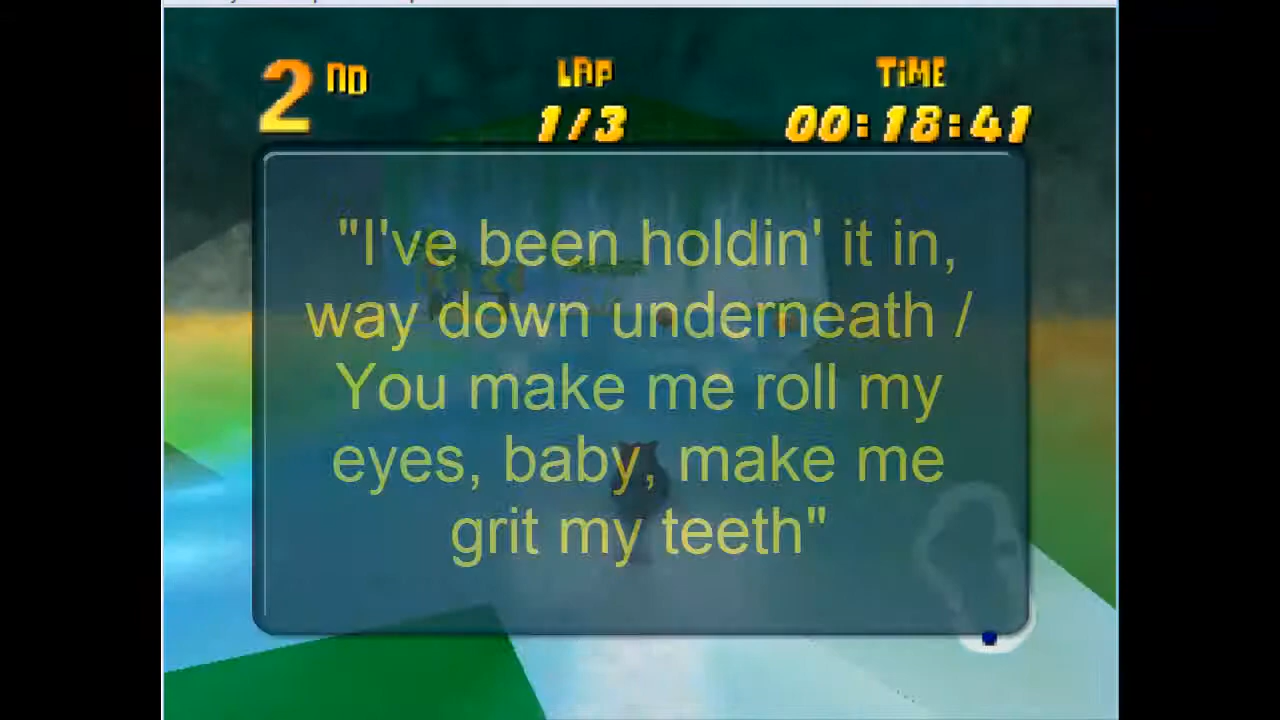 2ND LAP TiME
1/3 00:18:41
"I've been holdin' it in,
way down underneath /
You make me roll my
eyes, baby, make me
grit my teeth"